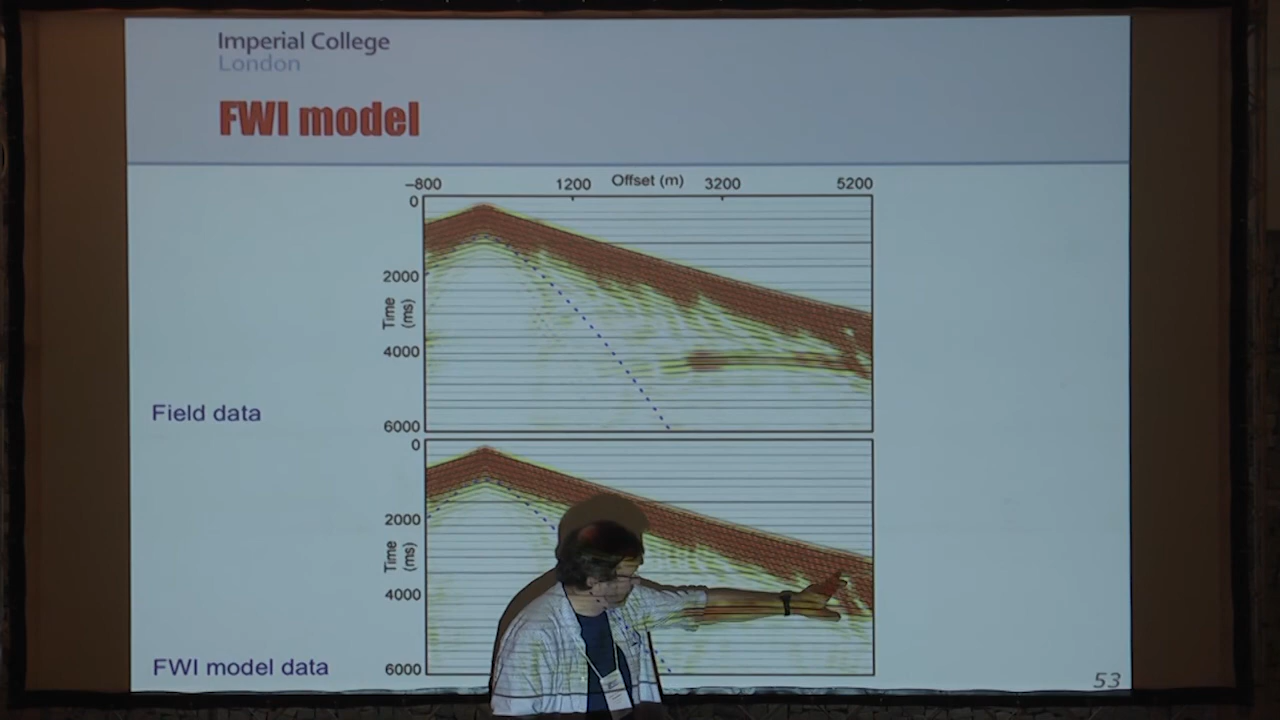 Imperial College
London
FWI model
−800 1200 Offset (m) 3200 5200
0
2000
Time
(ms)
4000
6000
Field data
0
2000
Time
(ms)
4000
6000
FWI model data
53